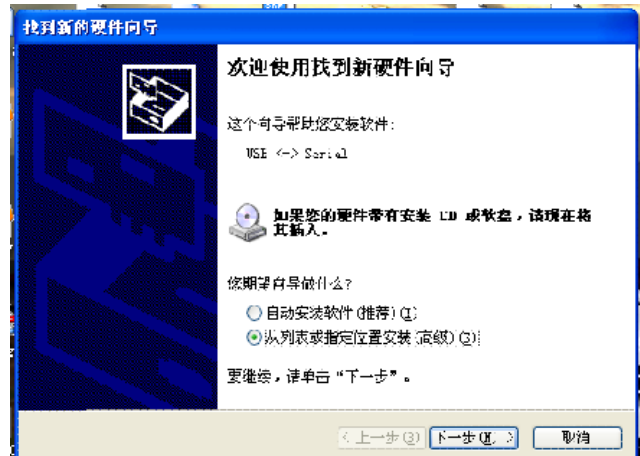 找到新的硬件向导
欢迎使用找到新硬件向导
这个向导帮助您安装软件:
USB <-> Serial
如果您的硬件带有安装 CD 或软盘,请现在将
其插入。
您期望向导做什么?
自动安装软件(推荐)(I)
从列表或指定位置安装(高级)(S)
要继续,请单击“下一步”。
<上一步(B) 下一步(N) > 取消